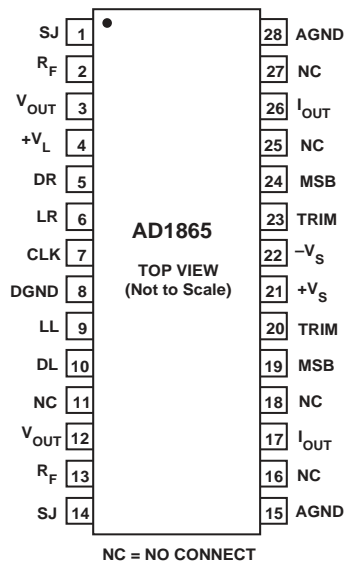 SJ 1 28 AGND
RF 2 27 NC
VOUT 3 26 IOUT
+VL 4 25 NC
DR 5 24 MSB
LR 6 23 TRIM
CLK 7 22 –VS
DGND 8 21 +VS
LL 9 20 TRIM
DL 10 19 MSB
NC 11 18 NC
VOUT 12 17 IOUT
RF 13 16 NC
SJ 14 15 AGND
AD1865
TOP VIEW
(Not to Scale)
NC = NO CONNECT